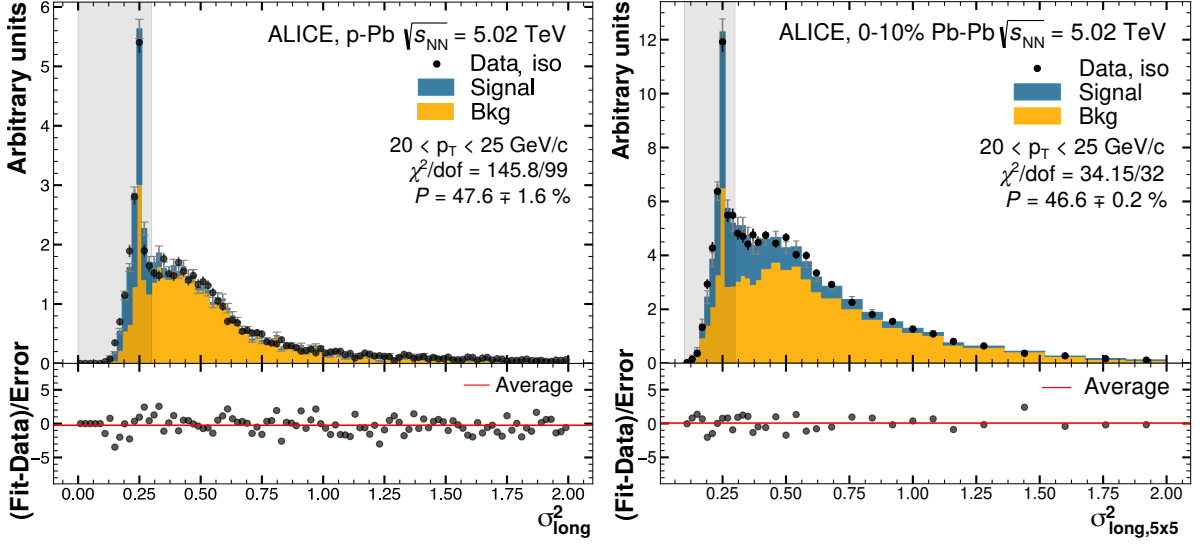 ALICE, p-Pb √s_NN = 5.02 TeV
Data, iso
Signal
Bkg
20 < p_T < 25 GeV/c
χ²/dof = 145.8/99
P = 47.6 ∓ 1.6 %
Arbitrary units
6
5
4
3
2
1
0
Average
(Fit-Data)/Error
5
0
−5
0.00 0.25 0.50 0.75 1.00 1.25 1.50 1.75 2.00
σ²_long
ALICE, 0-10% Pb-Pb √s_NN = 5.02 TeV
Data, iso
Signal
Bkg
20 < p_T < 25 GeV/c
χ²/dof = 34.15/32
P = 46.6 ∓ 0.2 %
Arbitrary units
12
10
8
6
4
2
0
Average
(Fit-Data)/Error
5
0
−5
0.25 0.50 0.75 1.00 1.25 1.50 1.75 2.00
σ²_long,5x5